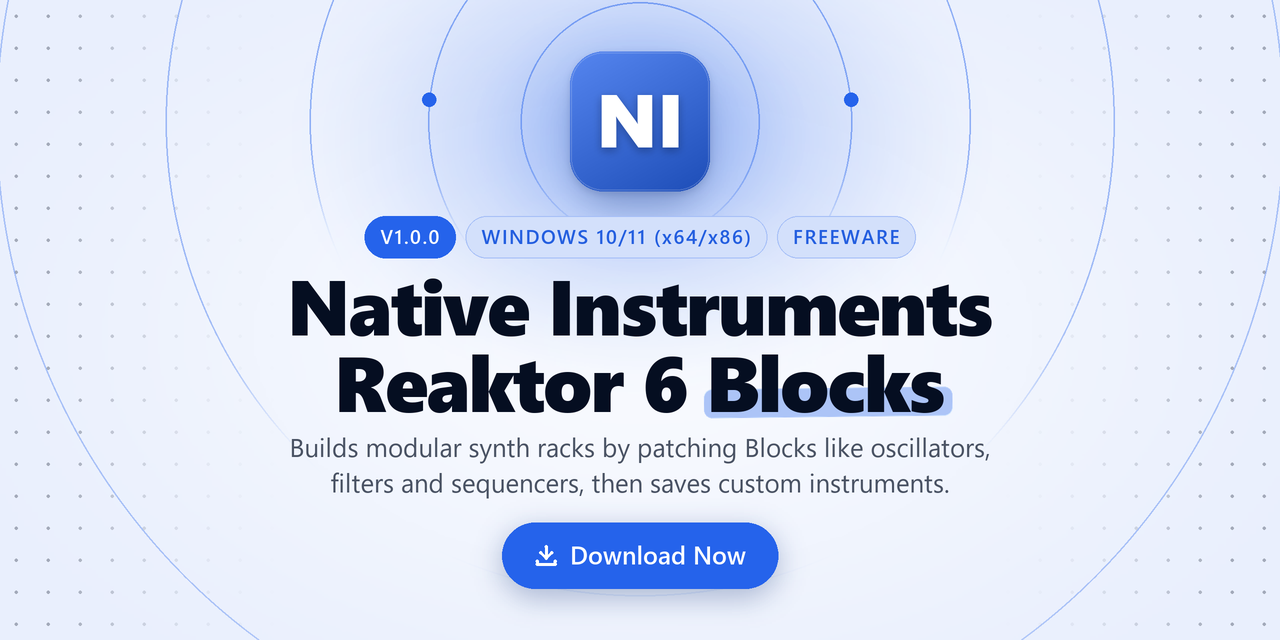 NI
V1.0.0
WINDOWS 10/11 (x64/x86)
FREEWARE
Native Instruments
Reaktor 6 Blocks
Builds modular synth racks by patching Blocks like oscillators,
filters and sequencers, then saves custom instruments.
Download Now